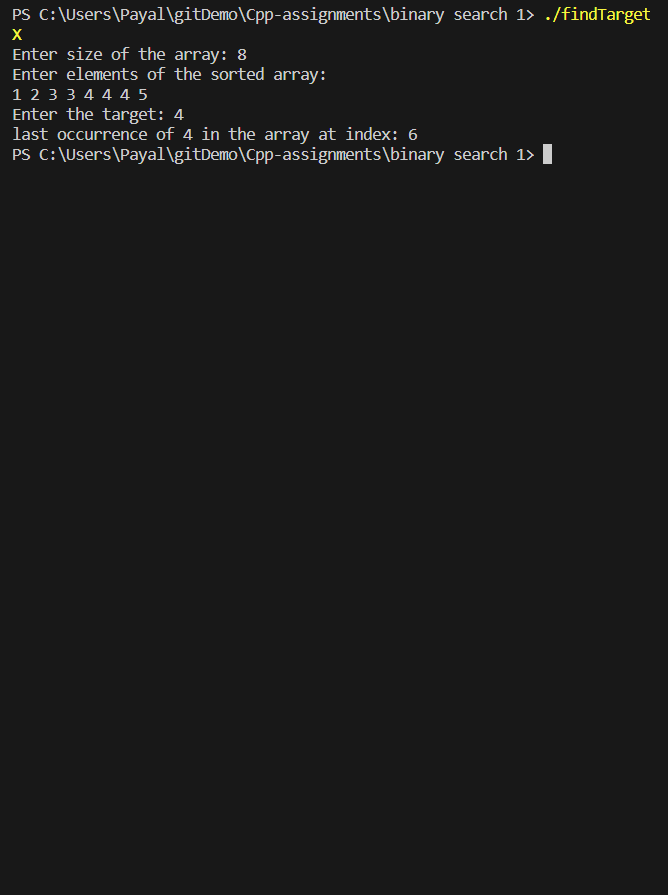 PS C:\Users\Payal\gitDemo\Cpp-assignments\binary search 1> ./findTarget
X
Enter size of the array: 8
Enter elements of the sorted array:
1 2 3 3 4 4 4 5
Enter the target: 4
last occurrence of 4 in the array at index: 6
PS C:\Users\Payal\gitDemo\Cpp-assignments\binary search 1>